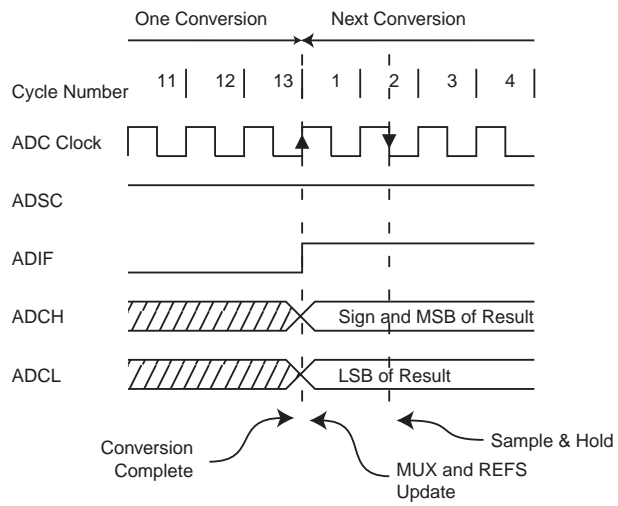 One Conversion Next Conversion
Cycle Number 11 12 13 1 2 3 4
ADC Clock
ADSC
ADIF
ADCH Sign and MSB of Result
ADCL LSB of Result
Conversion
Complete
MUX and REFS
Update
Sample & Hold